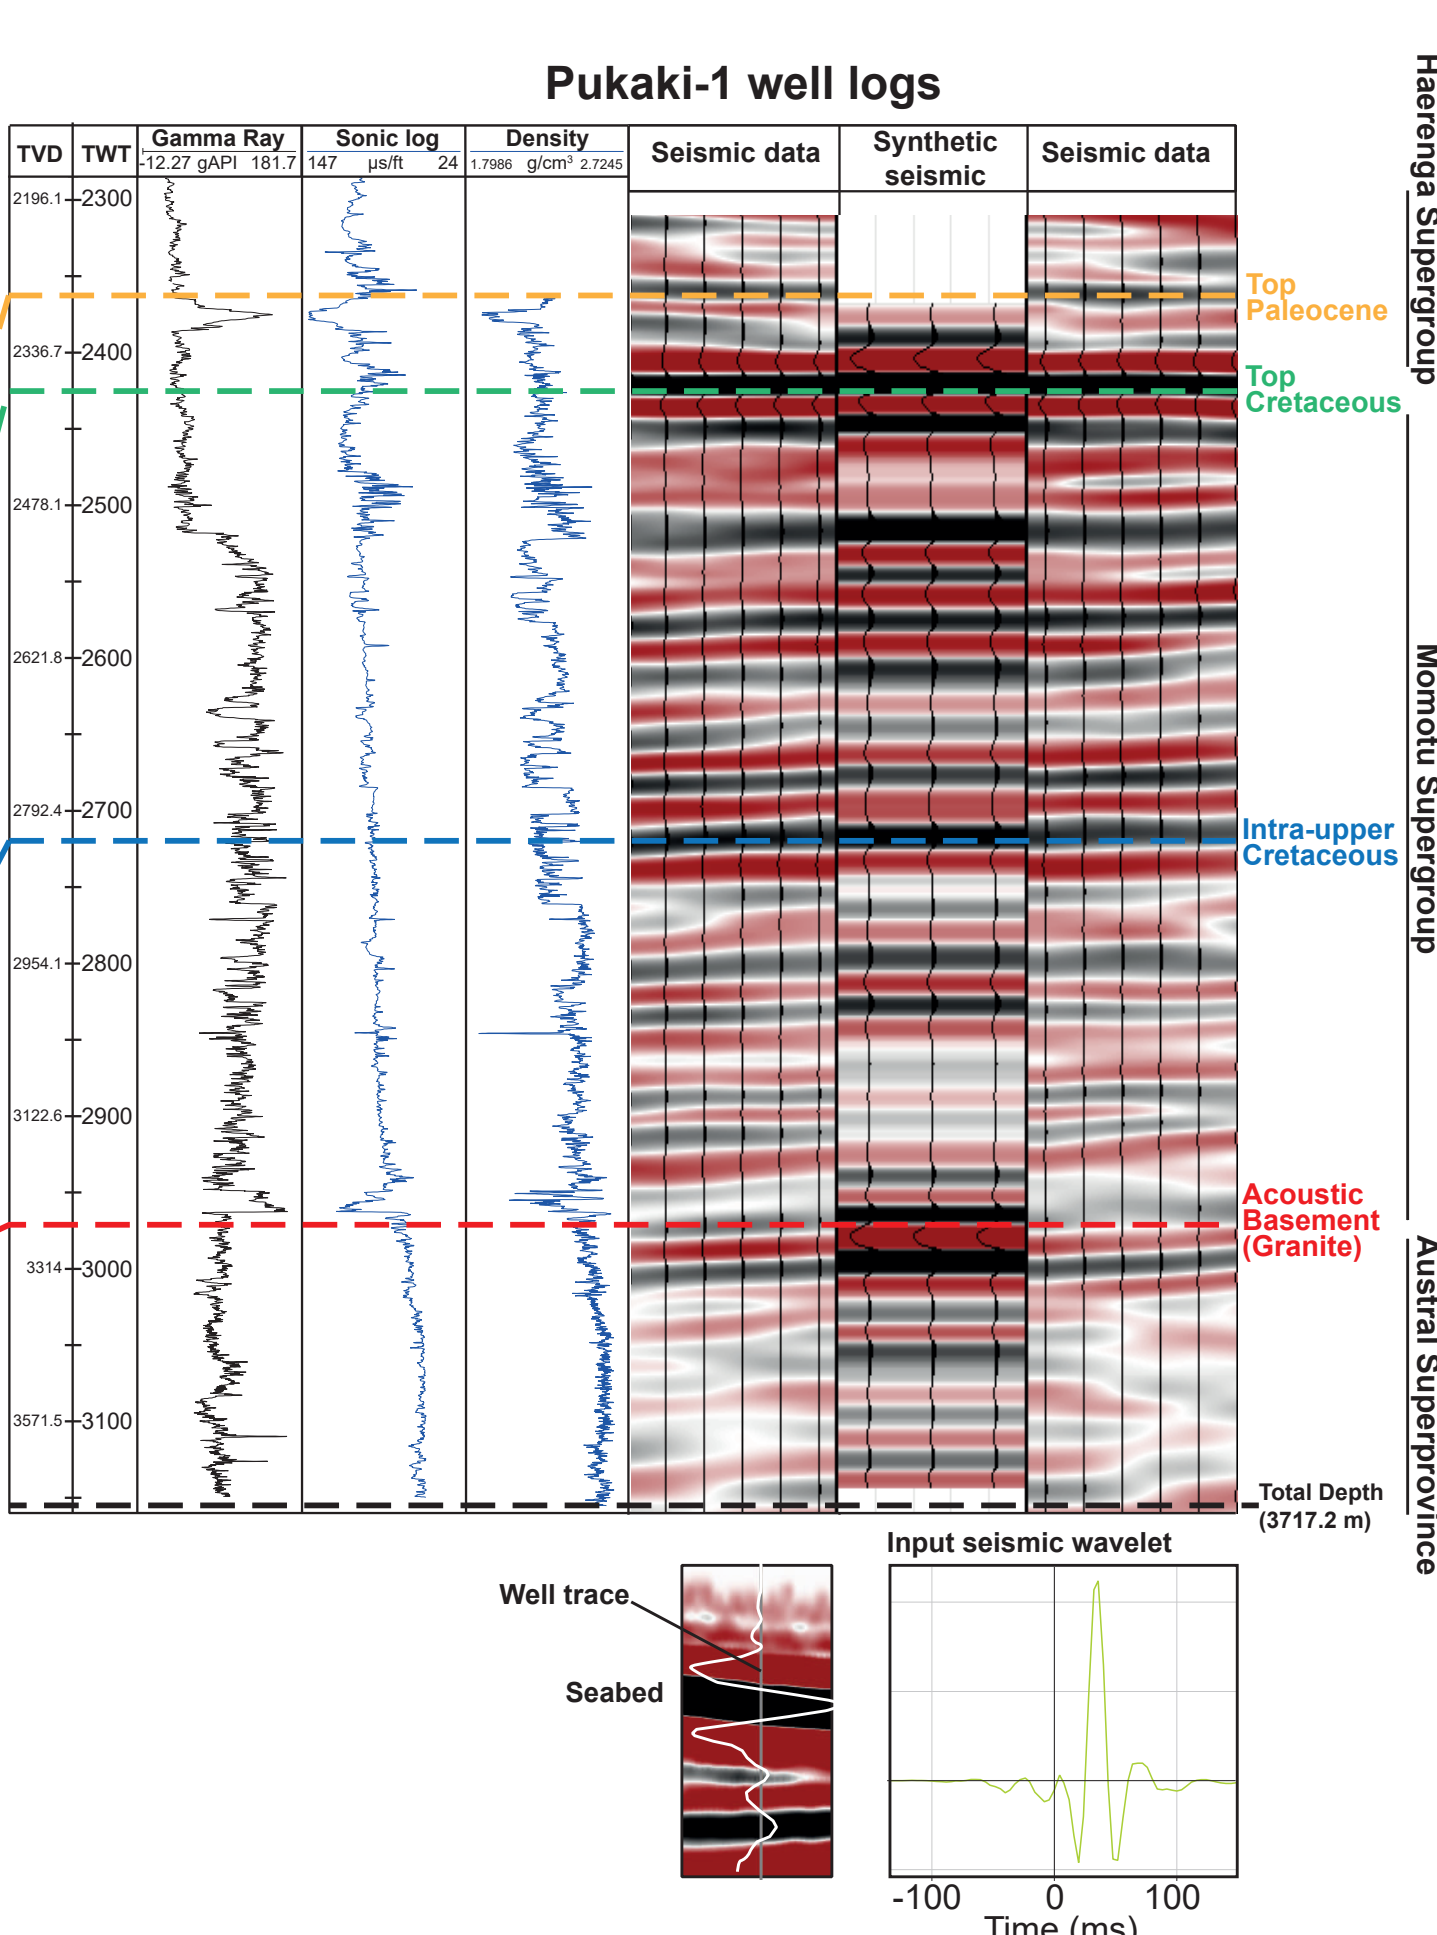 Pukaki-1 well logs
TVD
TWT
Gamma Ray
-12.27 gAPI 181.7
Sonic log
147 µs/ft 24
Density
1.7986 g/cm³ 2.7245
Seismic data
Synthetic
seismic
Seismic data
2196.1
2300
2336.7
2400
2478.1
2500
2621.8
2600
2792.4
2700
2954.1
2800
3122.6
2900
3314
3000
3571.5
3100
Top
Paleocene
Top
Cretaceous
Intra-upper
Cretaceous
Acoustic
Basement
(Granite)
Total Depth
(3717.2 m)
Haerenga Supergroup
Momotu Supergroup
Austral Superprovince
Well trace
Seabed
Input seismic wavelet
-100 0 100
Time (ms)